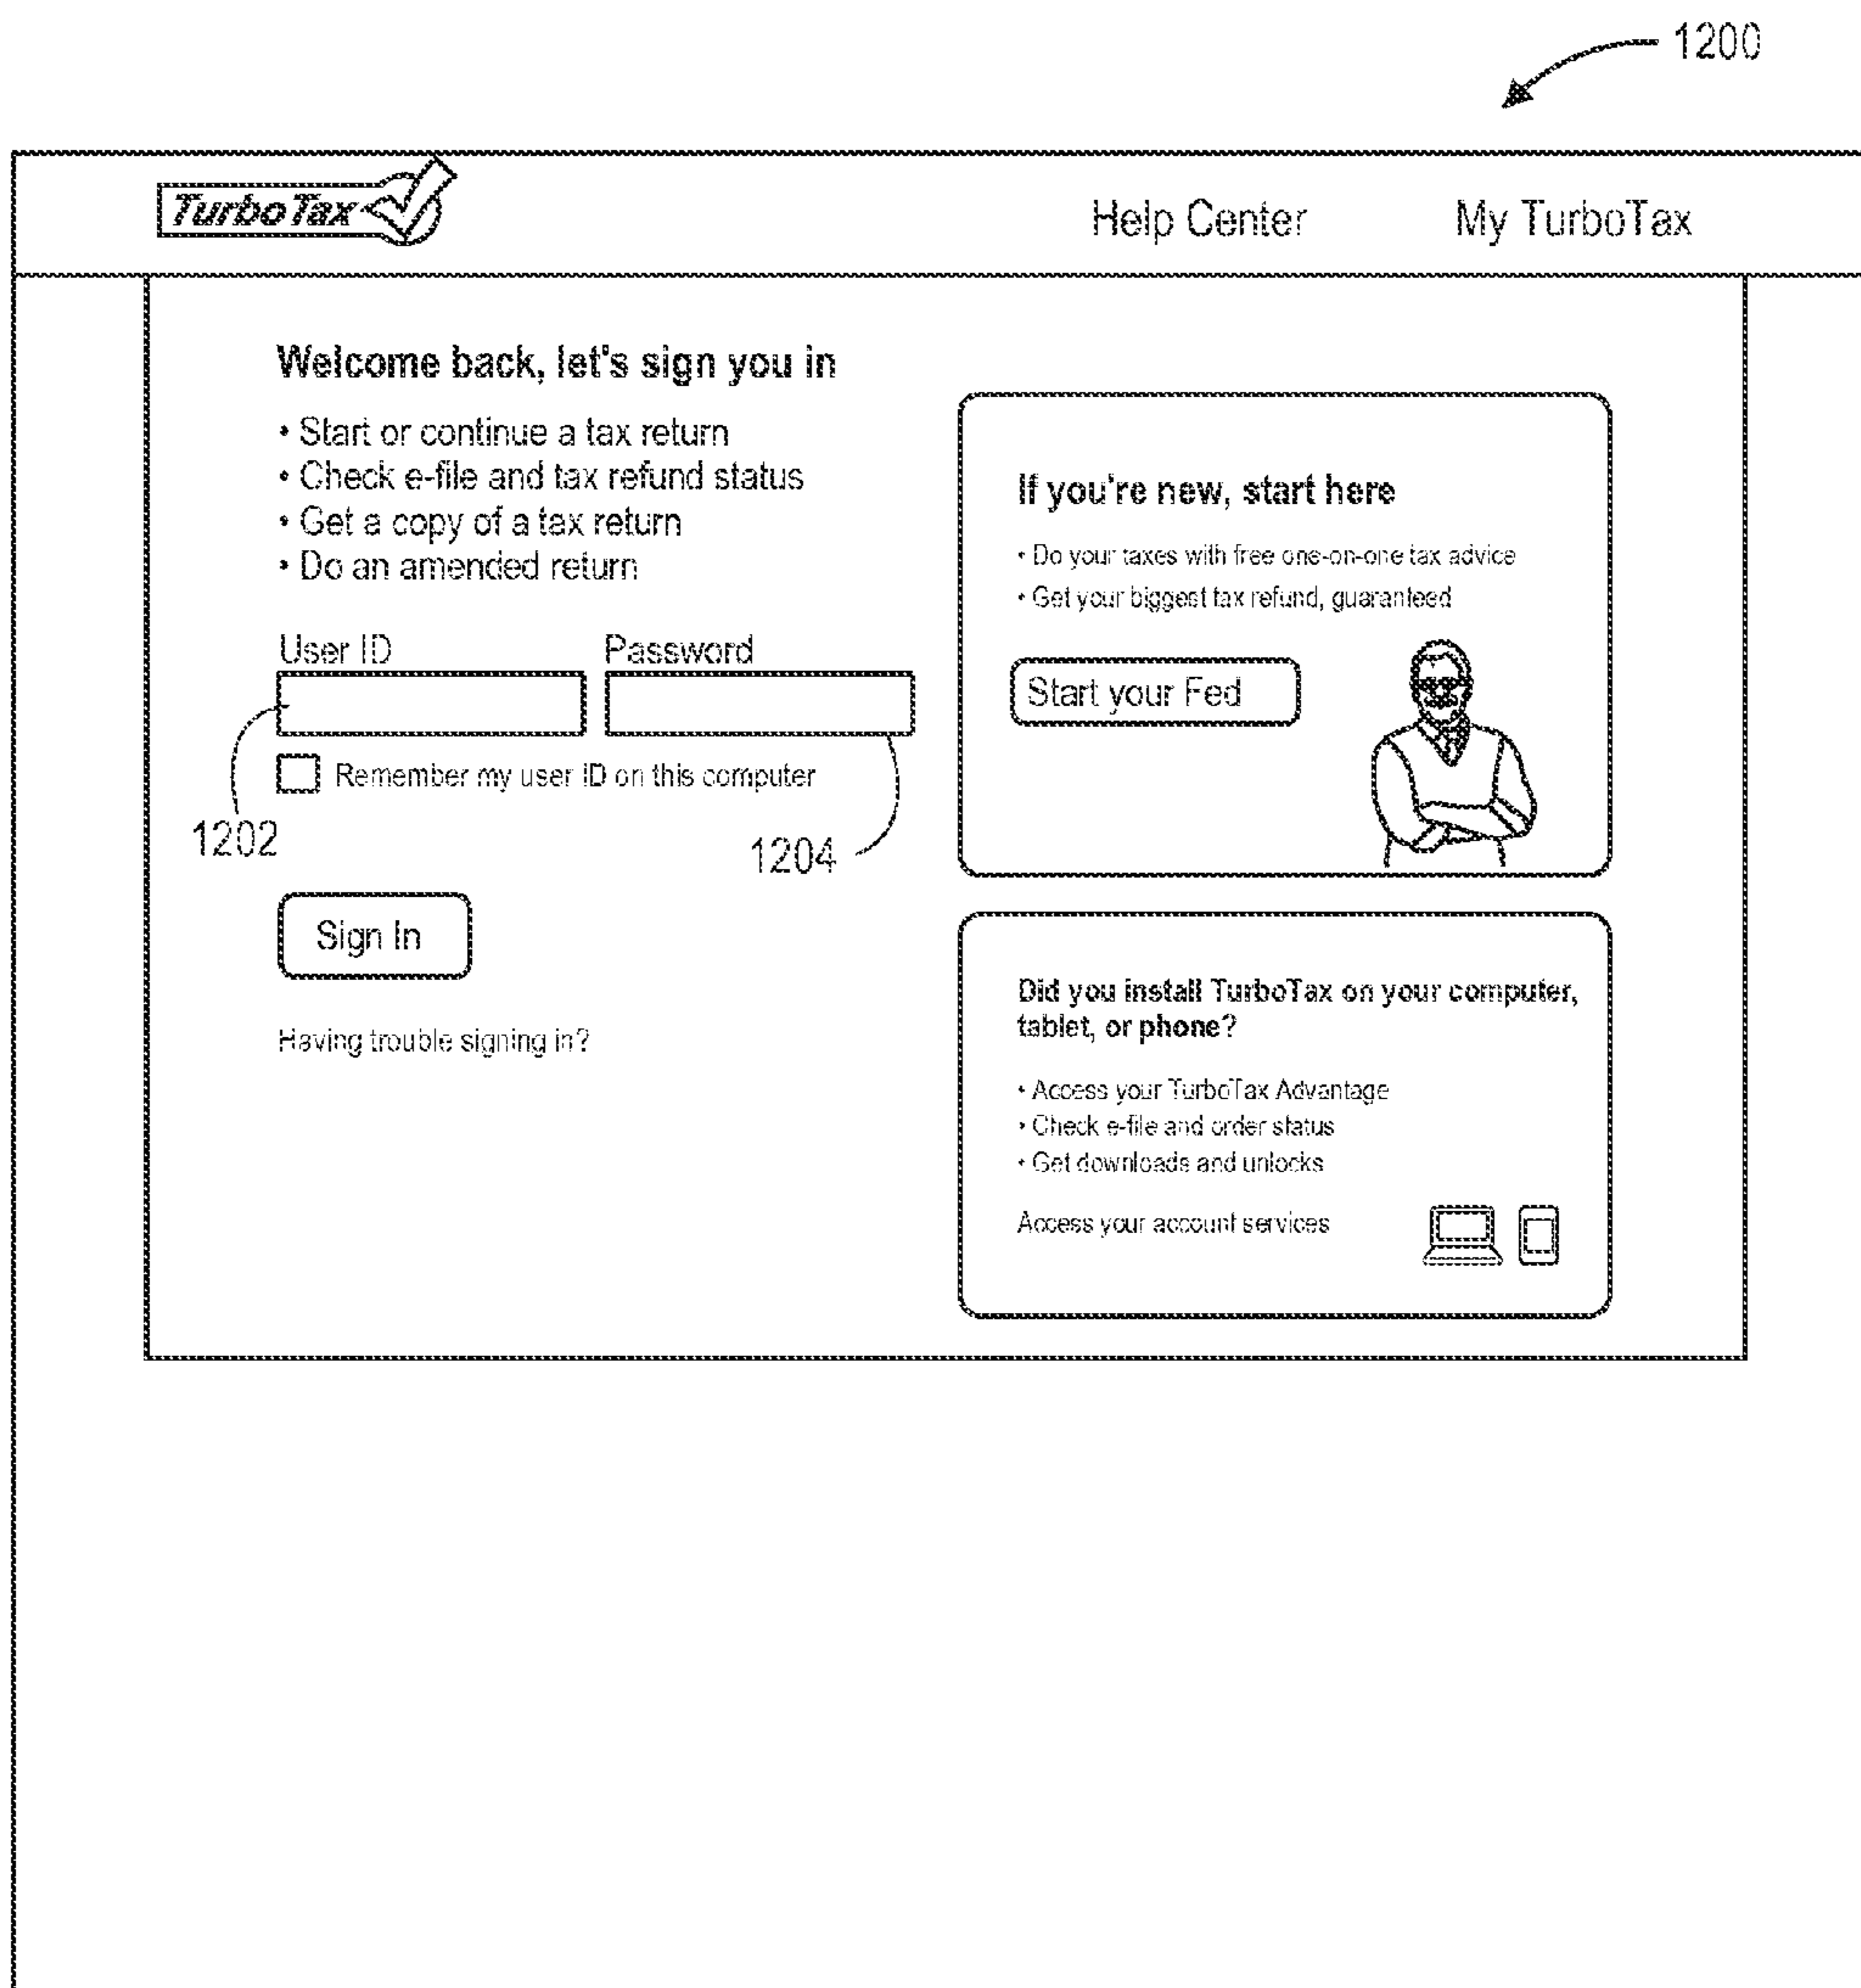 1200
TurboTax
Help Center
My TurboTax
Welcome back, let's sign you in
• Start or continue a tax return
• Check e-file and tax refund status
• Get a copy of a tax return
• Do an amended return
User ID
Password
Remember my user ID on this computer
1202
1204
Sign In
Having trouble signing in?
If you're new, start here
• Do your taxes with free one-on-one tax advice
• Get your biggest tax refund, guaranteed
Start your Fed
Did you install TurboTax on your computer,
tablet, or phone?
• Access your TurboTax Advantage
• Check e-file and order status
• Get downloads and unlocks
Access your account services